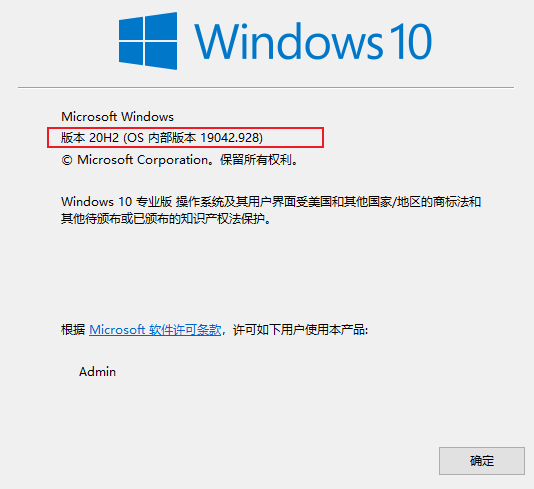 Windows 10
Microsoft Windows
版本 20H2 (OS 内部版本 19042.928)
© Microsoft Corporation。保留所有权利。
Windows 10 专业版 操作系统及其用户界面受美国和其他国家/地区的商标法和
其他待颁布或已颁布的知识产权法保护。
根据 Microsoft 软件许可条款，许可如下用户使用本产品:
Admin
确定